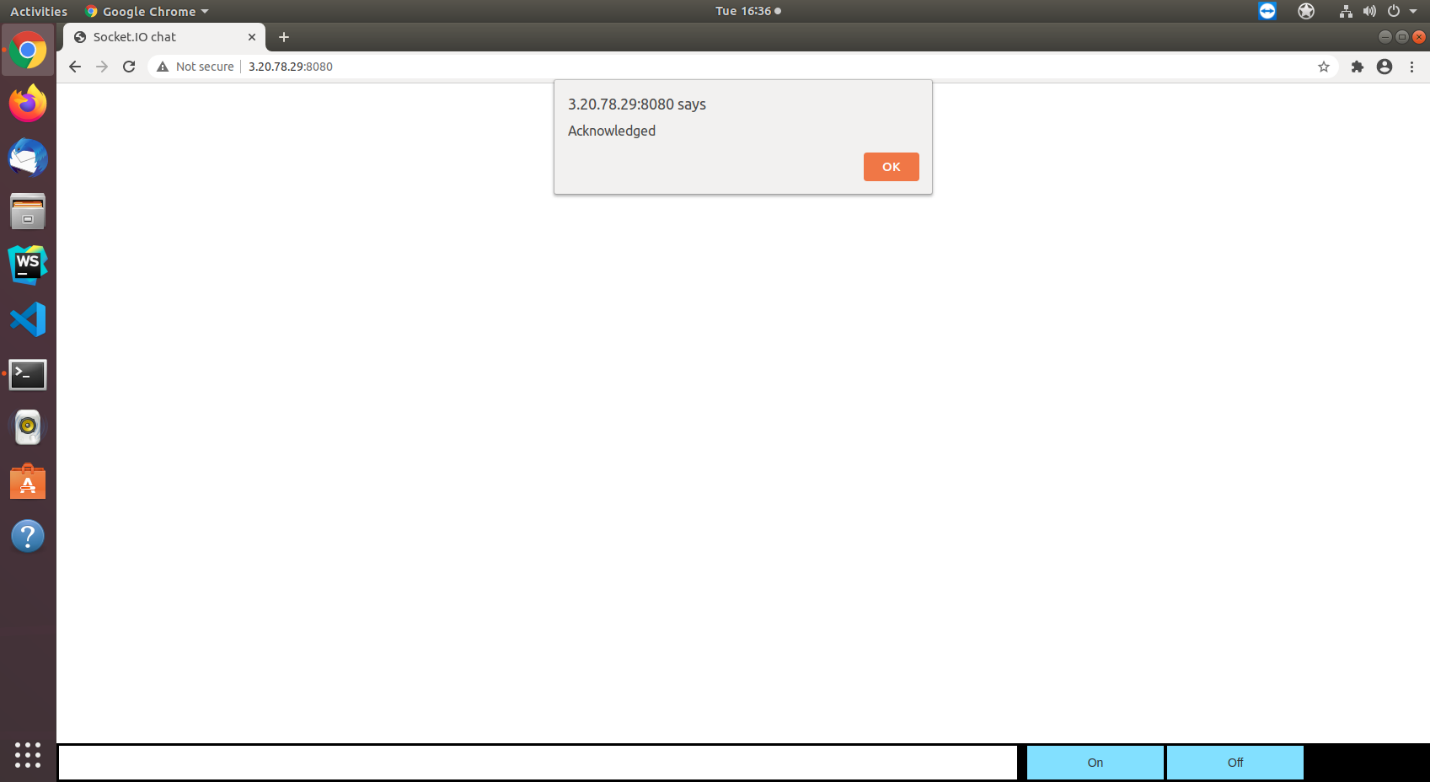 Activities Google Chrome Tue 16:36
Socket.IO chat
Not secure 3.20.78.29:8080
3.20.78.29:8080 says
Acknowledged
OK
WS
>_
A
?
On Off